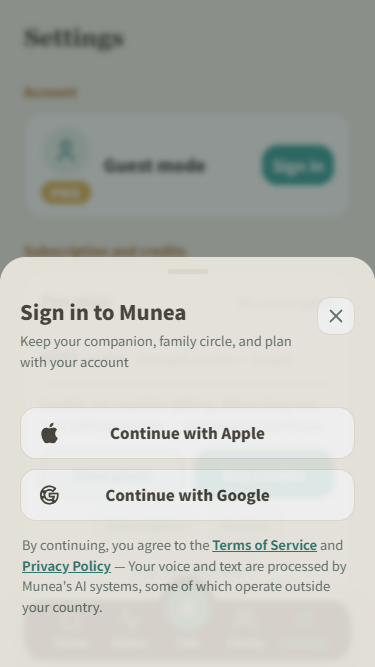 Settings
Account
Guest mode
Sign in
Subscription and credits
Sign in to Munea
Keep your companion, family circle, and plan
with your account
Continue with Apple
Continue with Google
By continuing, you agree to the Terms of Service and
Privacy Policy — Your voice and text are processed by
Munea's AI systems, some of which operate outside
your country.